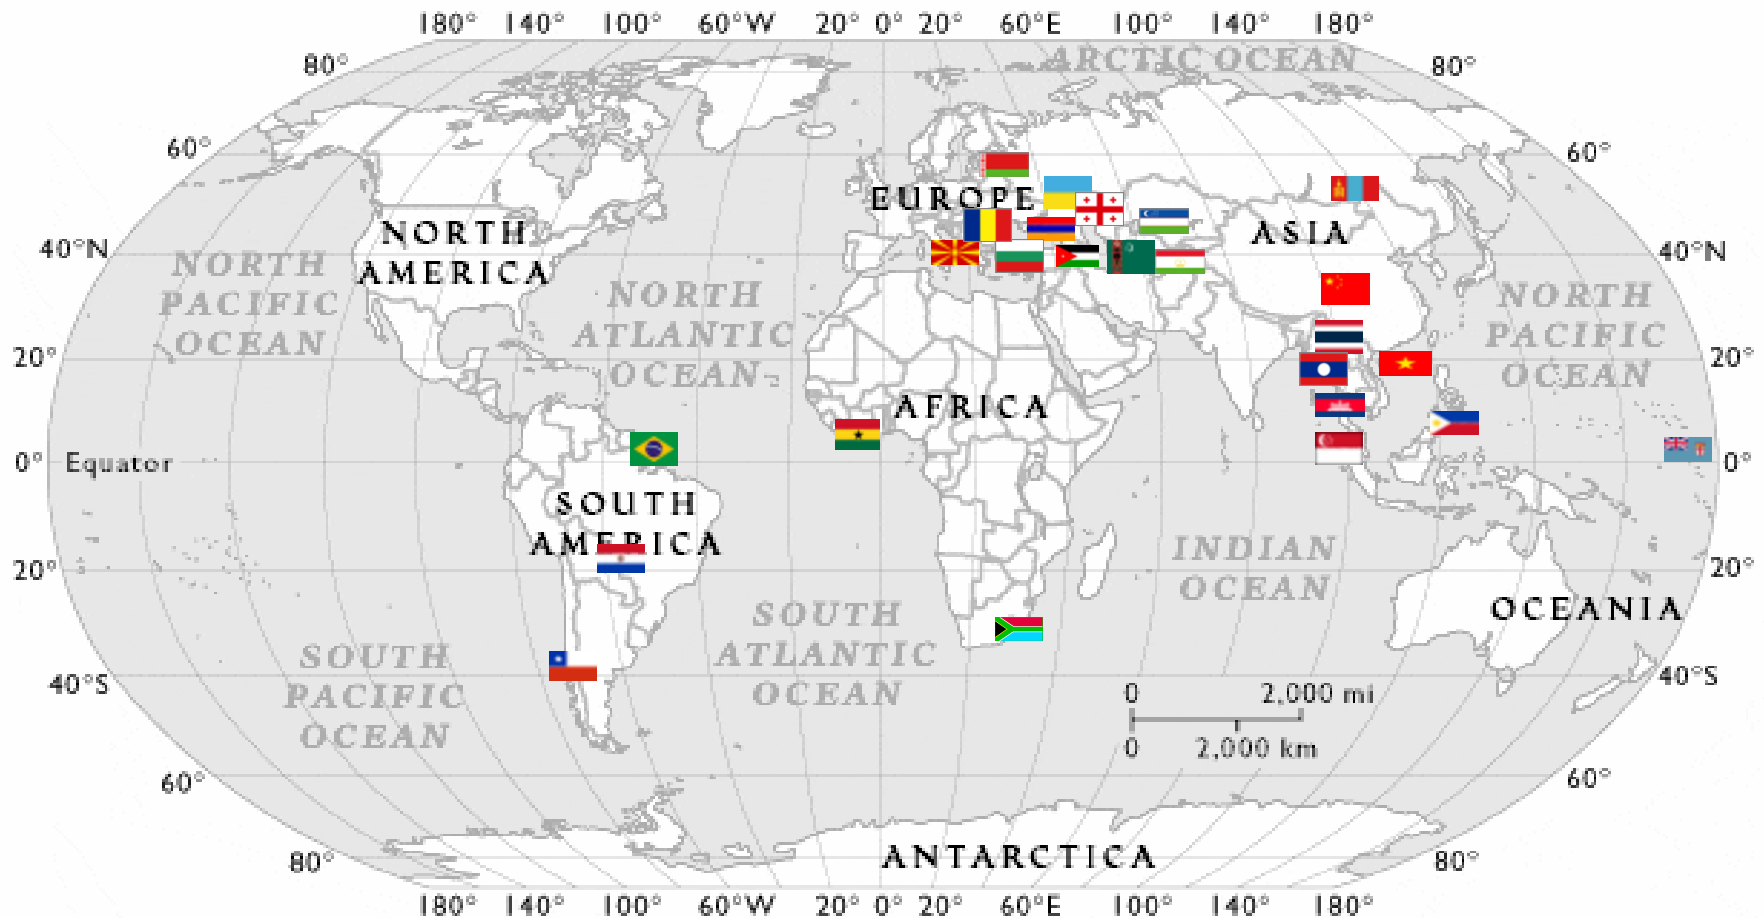 180° 140° 100° 60°W 20° 0° 20° 60°E 100° 140° 180°
ARCTIC OCEAN
80° 80°
60° 60°
EUROPE
NORTH
AMERICA
ASIA
40°N 40°N
NORTH
PACIFIC
OCEAN
NORTH
ATLANTIC
OCEAN
NORTH
PACIFIC
OCEAN
20° 20°
AFRICA
0° Equator 0°
SOUTH
AMERICA
INDIAN
OCEAN
20° 20°
OCEANIA
SOUTH
ATLANTIC
OCEAN
SOUTH
PACIFIC
OCEAN
40°S 40°S
0 2,000 mi
0 2,000 km
60° 60°
ANTARCTICA
80° 80°
180° 140° 100° 60°W 20° 0° 20° 60°E 100° 140° 180°